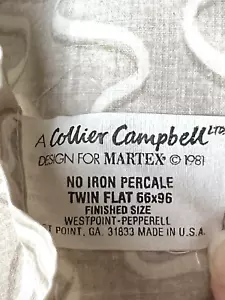 A Collier Campbell LTD.
DESIGN FOR MARTEX® © 1981
NO IRON PERCALE
TWIN FLAT 66x96
FINISHED SIZE
WESTPOINT-PEPPERELL
T POINT, GA. 31833 MADE IN U.S.A.